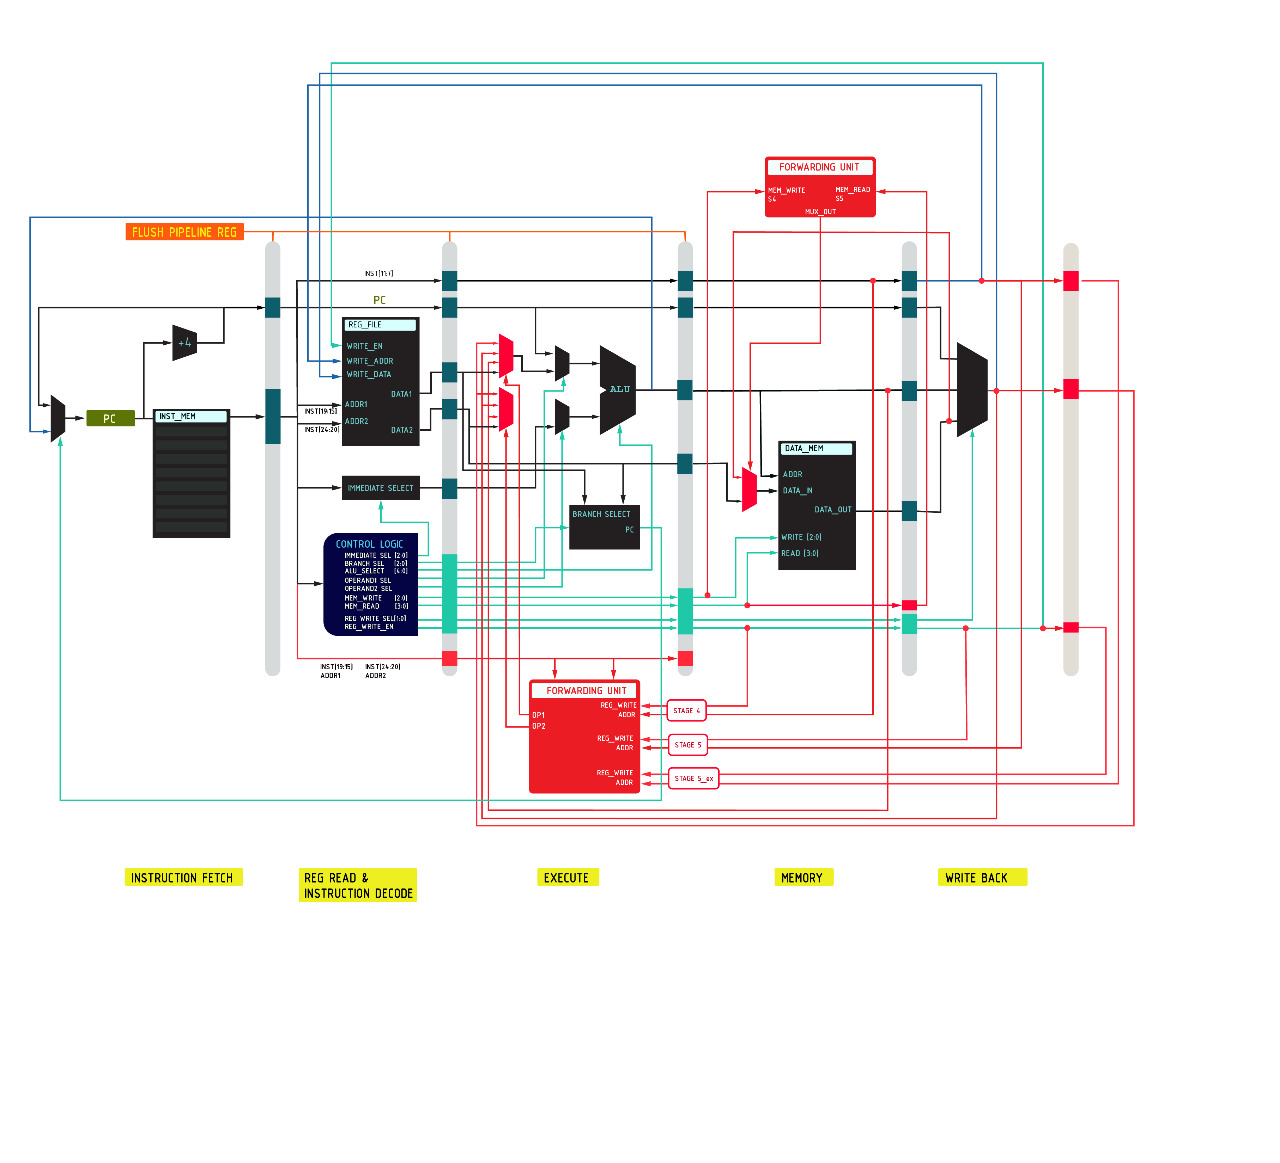 FORWARDING UNIT
MEM_WRITE
S4
MEM_READ
S5
MUX_OUT
FLUSH PIPELINE REG
INST[11:7]
PC
REG_FILE
WRITE_EN
WRITE_ADDR
WRITE_DATA
DATA1
ADDR1
ADDR2
DATA2
INST[19:15]
INST[24:20]
+4
PC
INST_MEM
ALU
IMMEDIATE SELECT
BRANCH SELECT
PC
DATA_MEM
ADDR
DATA_IN
DATA_OUT
WRITE [2:0]
READ [3:0]
CONTROL LOGIC
IMMEDIATE SEL [2:0]
BRANCH SEL [2:0]
ALU_SELECT [4:0]
OPERAND1 SEL
OPERAND2 SEL
MEM_WRITE [2:0]
MEM_READ [3:0]
REG WRITE SEL[1:0]
REG_WRITE_EN
INST[19:15] INST[24:20]
ADDR1 ADDR2
FORWARDING UNIT
OP1
OP2
REG_WRITE
ADDR
REG_WRITE
ADDR
REG_WRITE
ADDR
STAGE 4
STAGE 5
STAGE 5_ex
INSTRUCTION FETCH
REG READ &
INSTRUCTION DECODE
EXECUTE
MEMORY
WRITE BACK